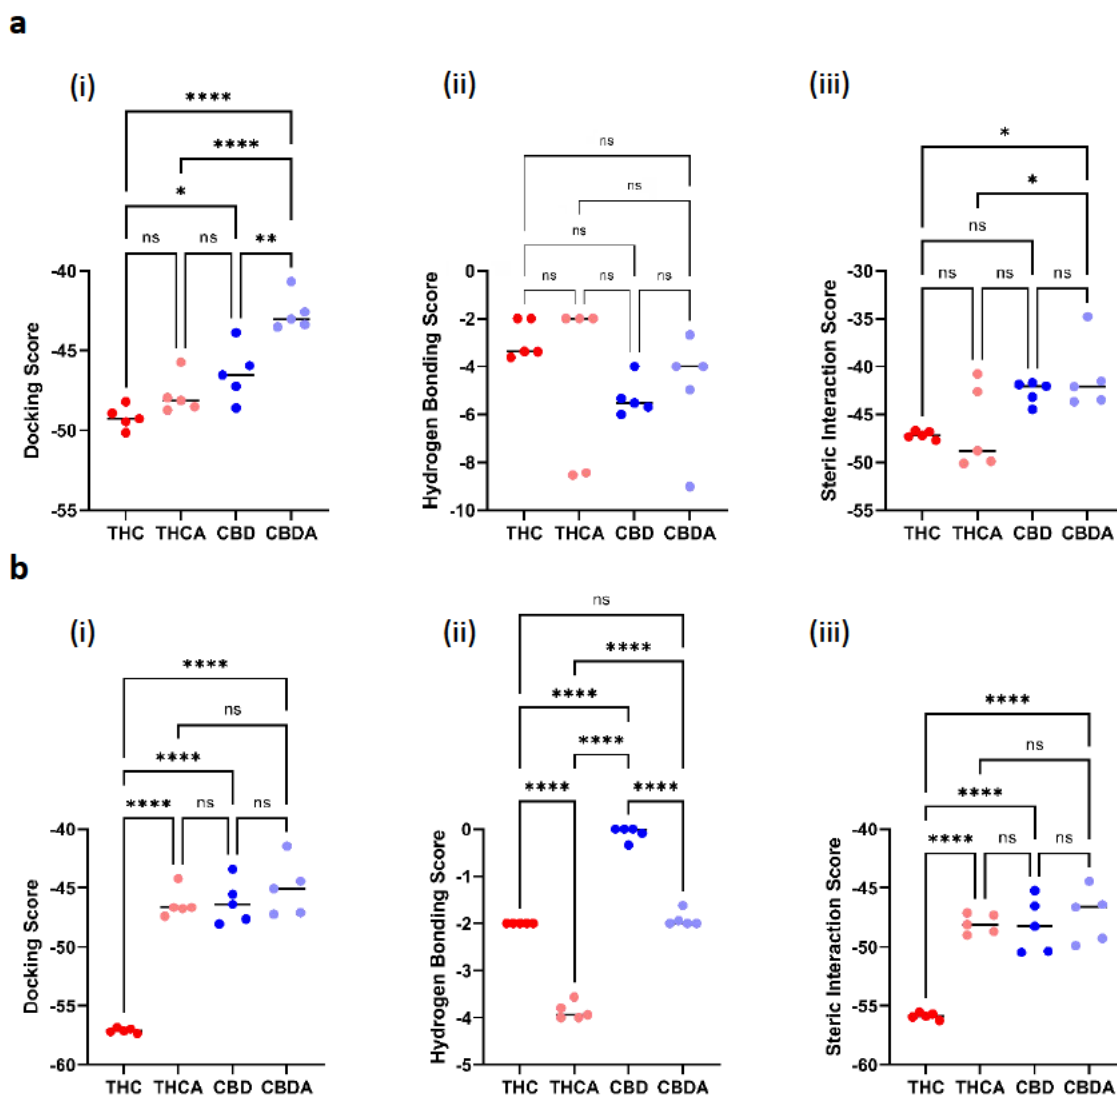 a
(i)
(ii)
(iii)
****
****
*
ns
ns
**
Docking Score
-40
-45
-50
-55
THC THCA CBD CBDA
ns
ns
ns
ns
ns
ns
Hydrogen Bonding Score
0
-2
-4
-6
-8
-10
THC THCA CBD CBDA
*
*
ns
ns
ns
ns
Steric Interaction Score
-30
-35
-40
-45
-50
-55
THC THCA CBD CBDA
b
(i)
(ii)
(iii)
****
ns
****
****
ns
ns
Docking Score
-40
-45
-50
-55
-60
THC THCA CBD CBDA
ns
****
****
****
****
****
Hydrogen Bonding Score
0
-1
-2
-3
-4
-5
THC THCA CBD CBDA
****
ns
****
****
ns
ns
Steric Interaction Score
-40
-45
-50
-55
-60
THC THCA CBD CBDA